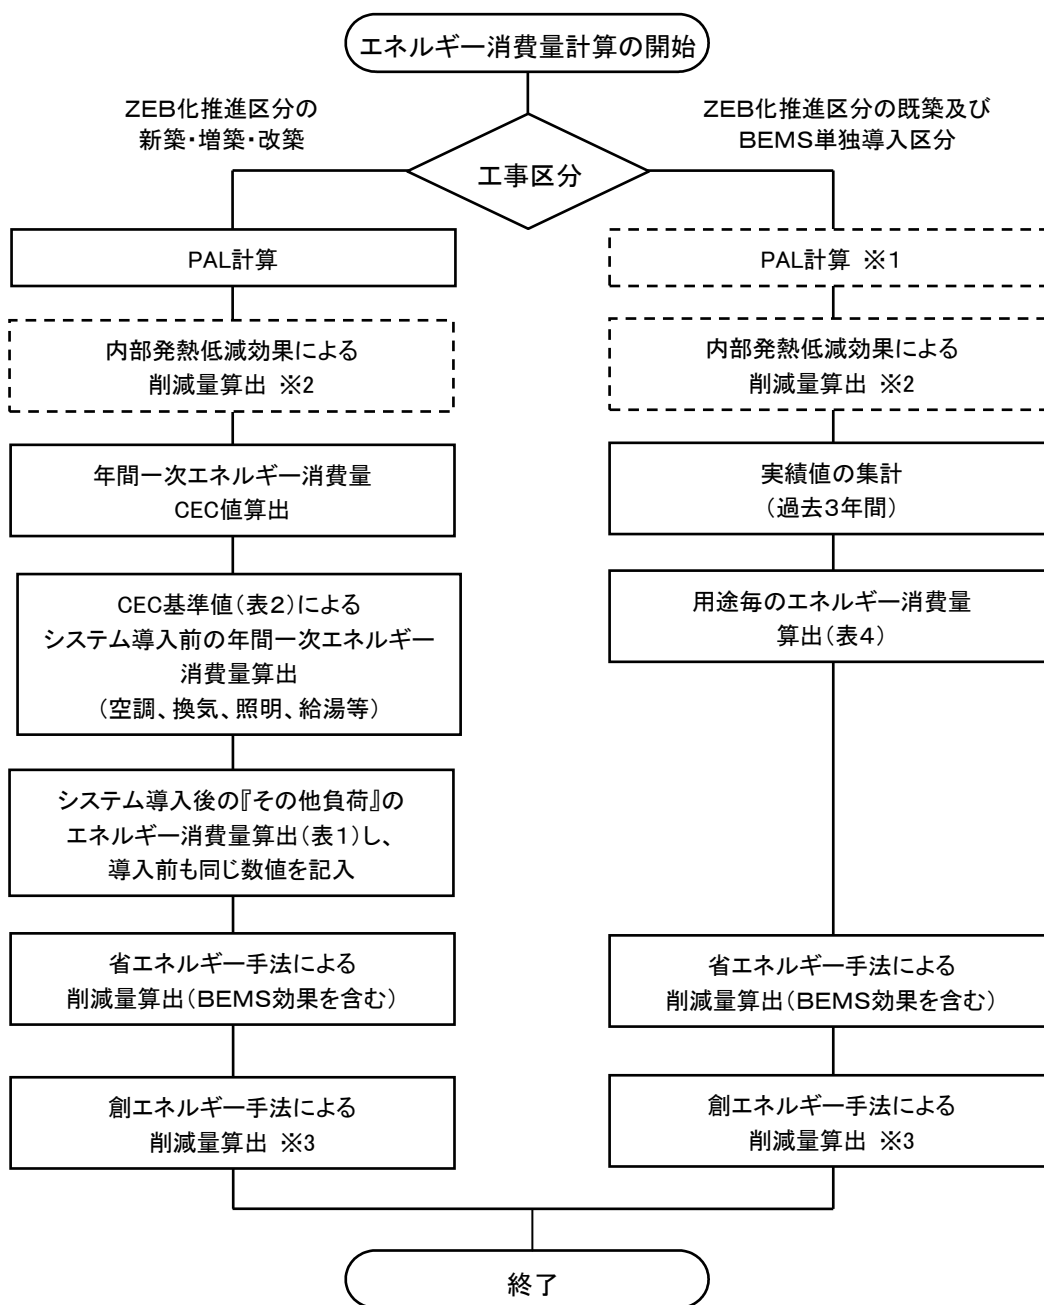 エネルギー消費量計算の開始
ZEB化推進区分の
新築・増築・改築
ZEB化推進区分の既築及び
BEMS単独導入区分
工事区分
PAL計算
内部発熱低減効果による
削減量算出 ※2
年間一次エネルギー消費量
CEC値算出
CEC基準値(表2)による
システム導入前の年間一次エネルギー
消費量算出
(空調、換気、照明、給湯等)
システム導入後の『その他負荷』の
エネルギー消費量算出(表1)し、
導入前も同じ数値を記入
省エネルギー手法による
削減量算出(BEMS効果を含む)
創エネルギー手法による
削減量算出 ※3
PAL計算 ※1
内部発熱低減効果による
削減量算出 ※2
実績値の集計
(過去3年間)
用途毎のエネルギー消費量
算出(表4)
省エネルギー手法による
削減量算出(BEMS効果を含む)
創エネルギー手法による
削減量算出 ※3
終了